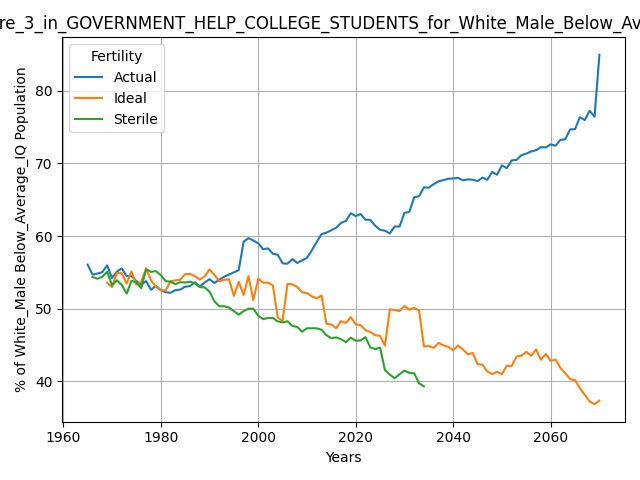 re_3_in_GOVERNMENT_HELP_COLLEGE_STUDENTS_for_White_Male_Below_Av
Fertility
Actual
Ideal
Sterile
% of White_Male Below_Average_IQ Population
80
70
60
50
40
1960
1980
2000
2020
2040
2060
Years